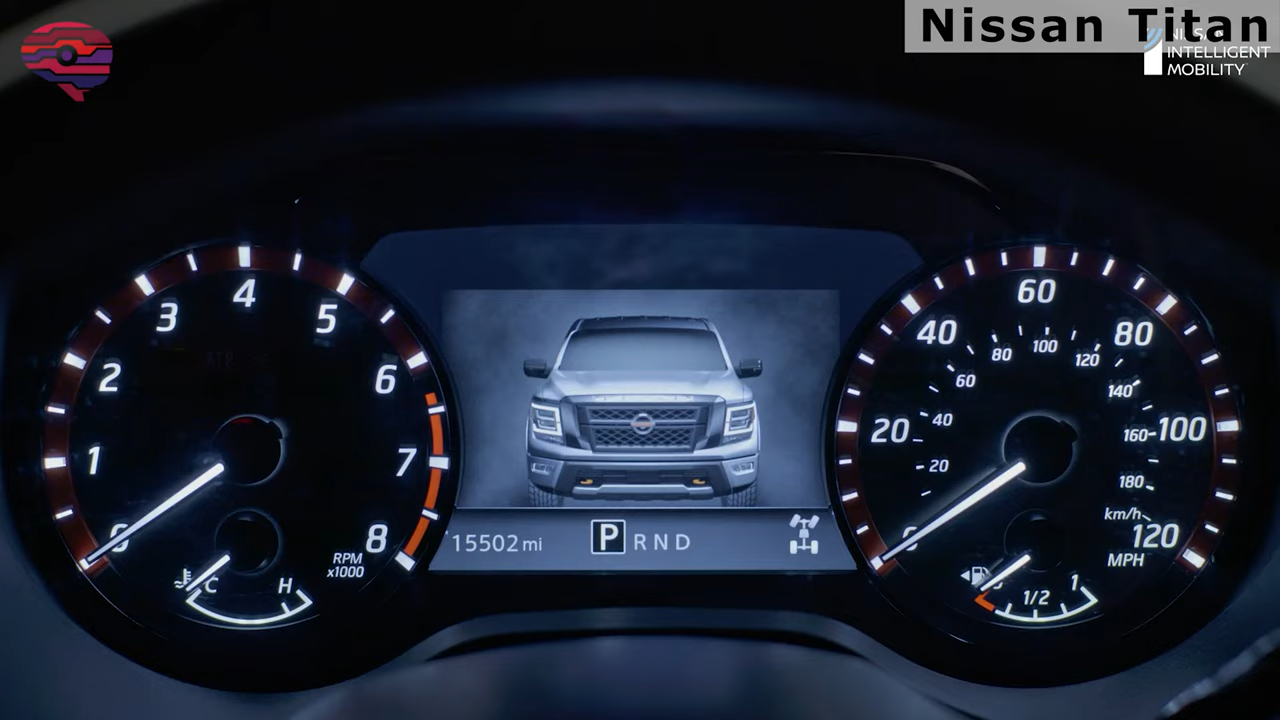 Nissan Titan
NISSAN
INTELLIGENT
MOBILITY
1
2
3
4
5
6
7
8
RPM
x1000
C
H
15502 mi
P R N D
20
40
60
80
100
120
20
40
60
80
100
120
140
160
180
km/h
MPH
1/2
1